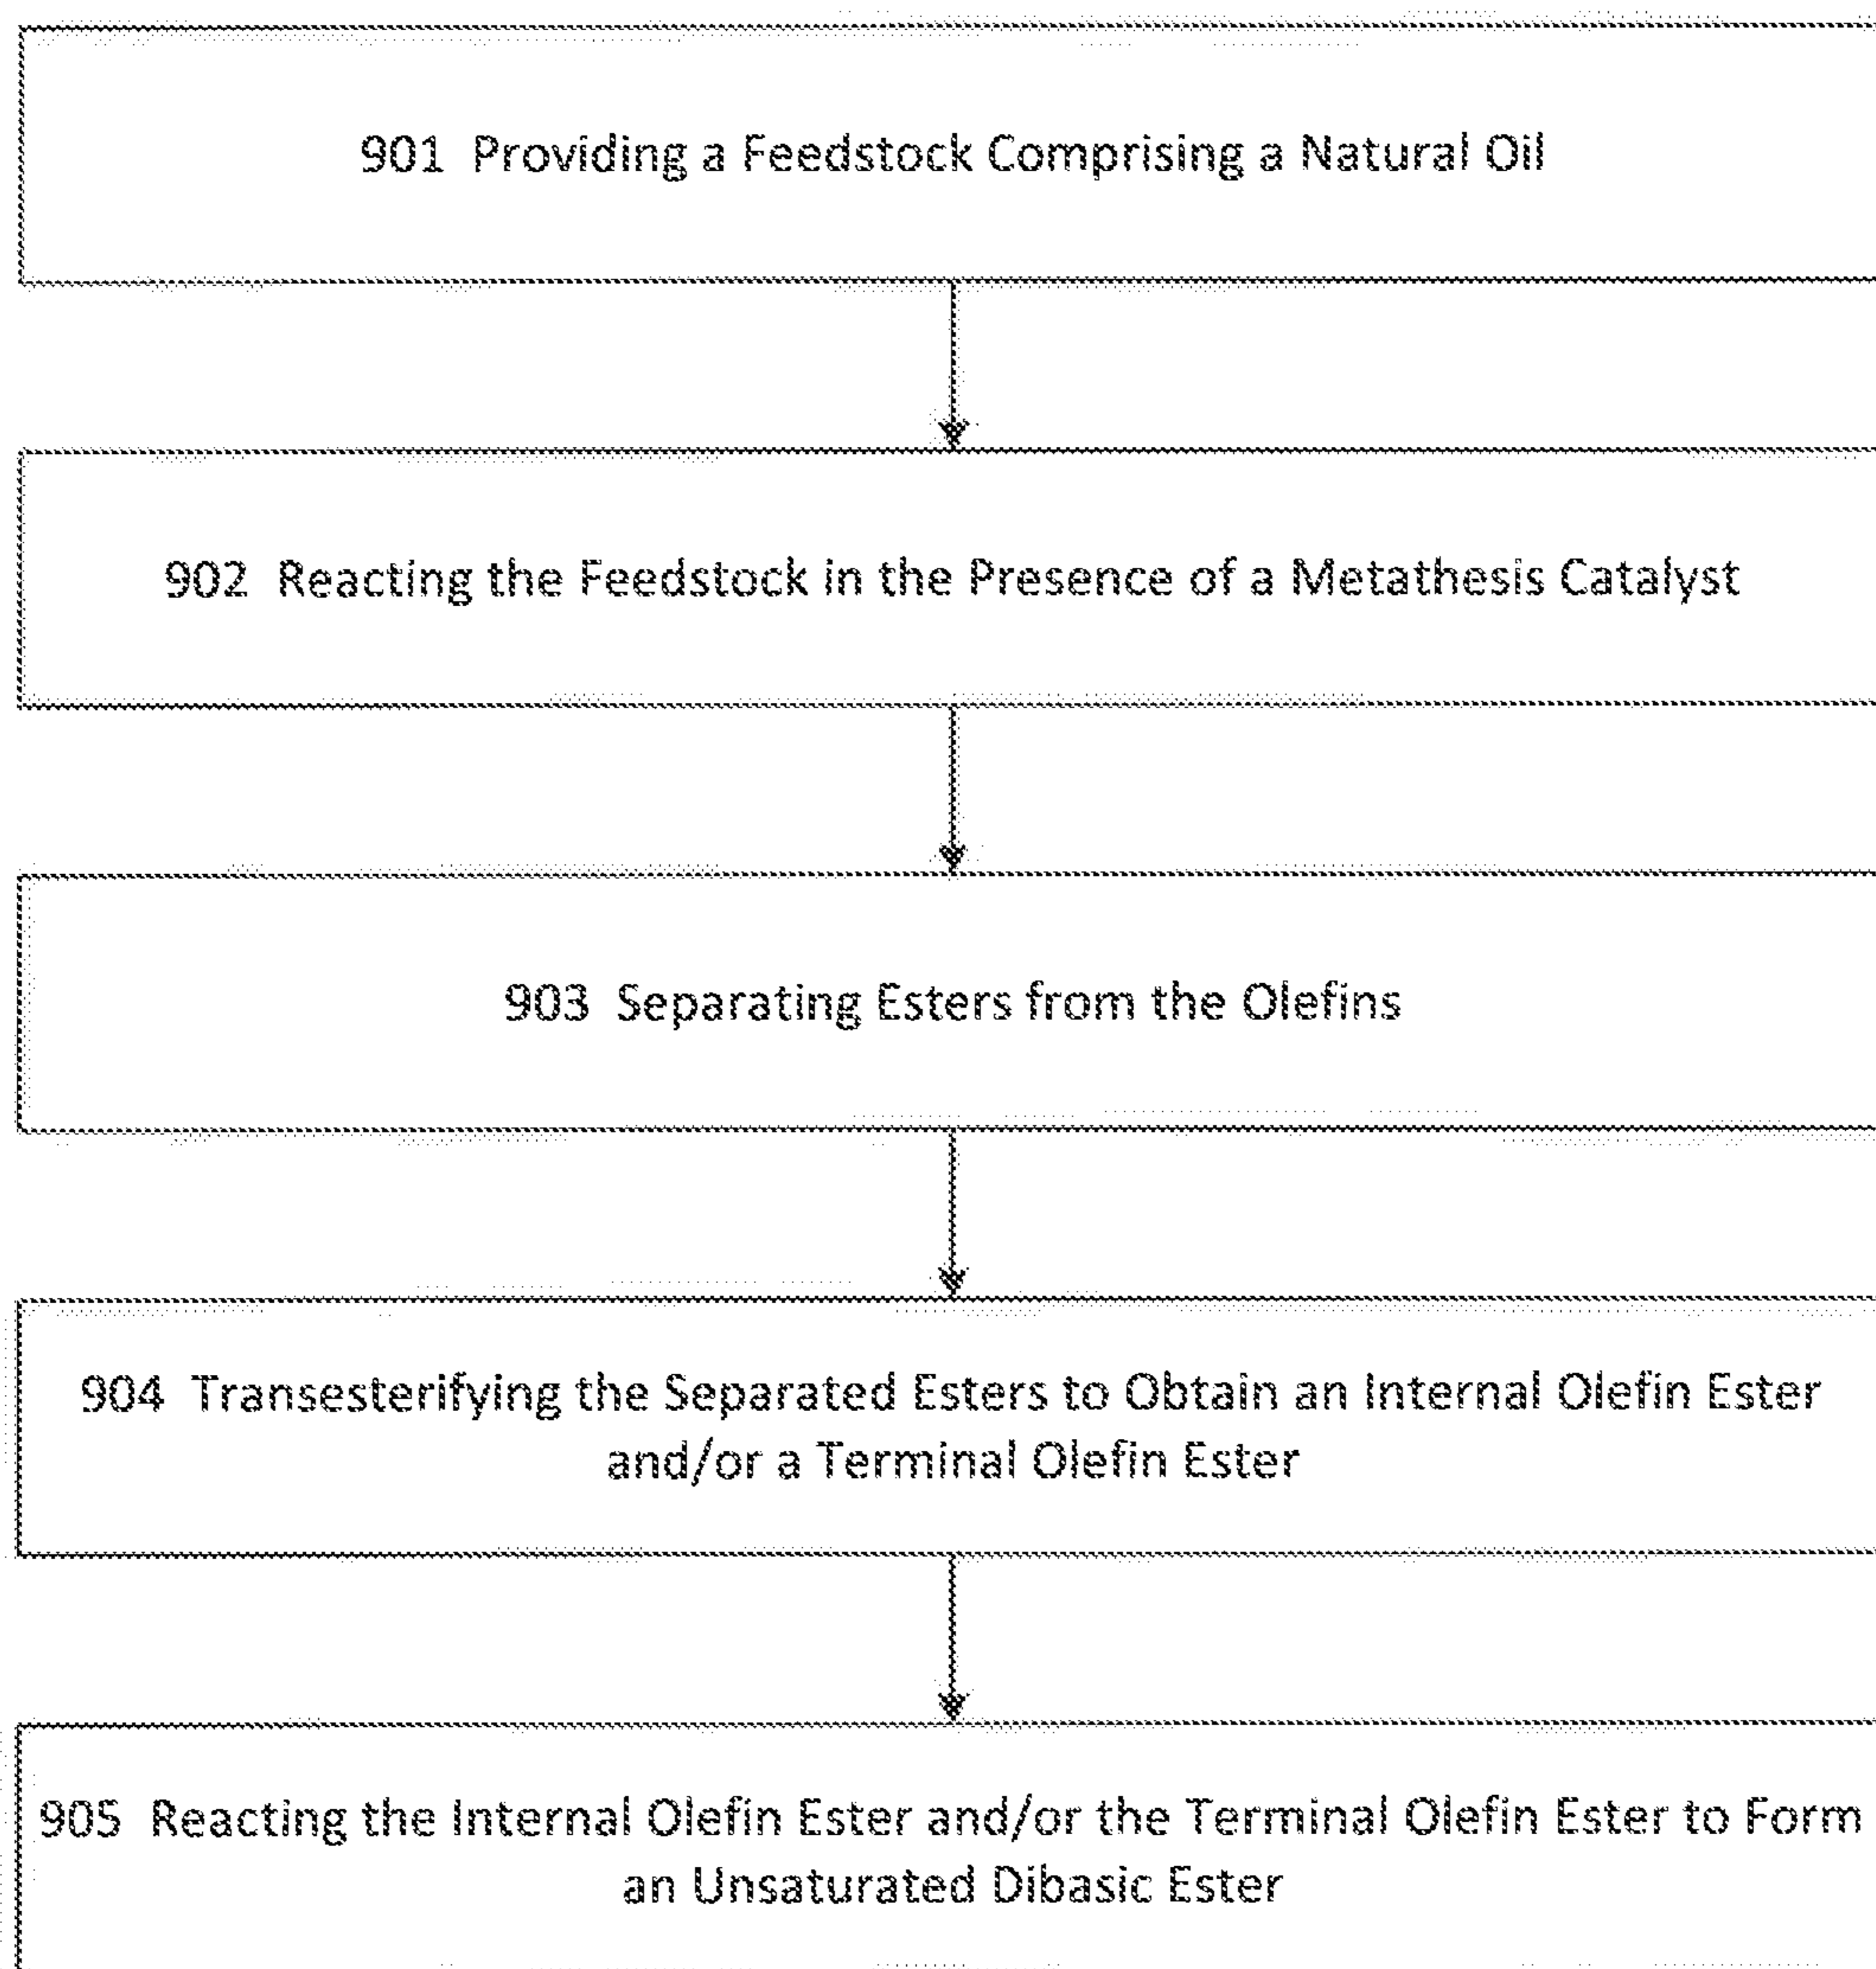 901 Providing a Feedstock Comprising a Natural Oil
902 Reacting the Feedstock in the Presence of a Metathesis Catalyst
903 Separating Esters from the Olefins
904 Transesterifying the Separated Esters to Obtain an Internal Olefin Ester
and/or a Terminal Olefin Ester
905 Reacting the Internal Olefin Ester and/or the Terminal Olefin Ester to Form
an Unsaturated Dibasic Ester